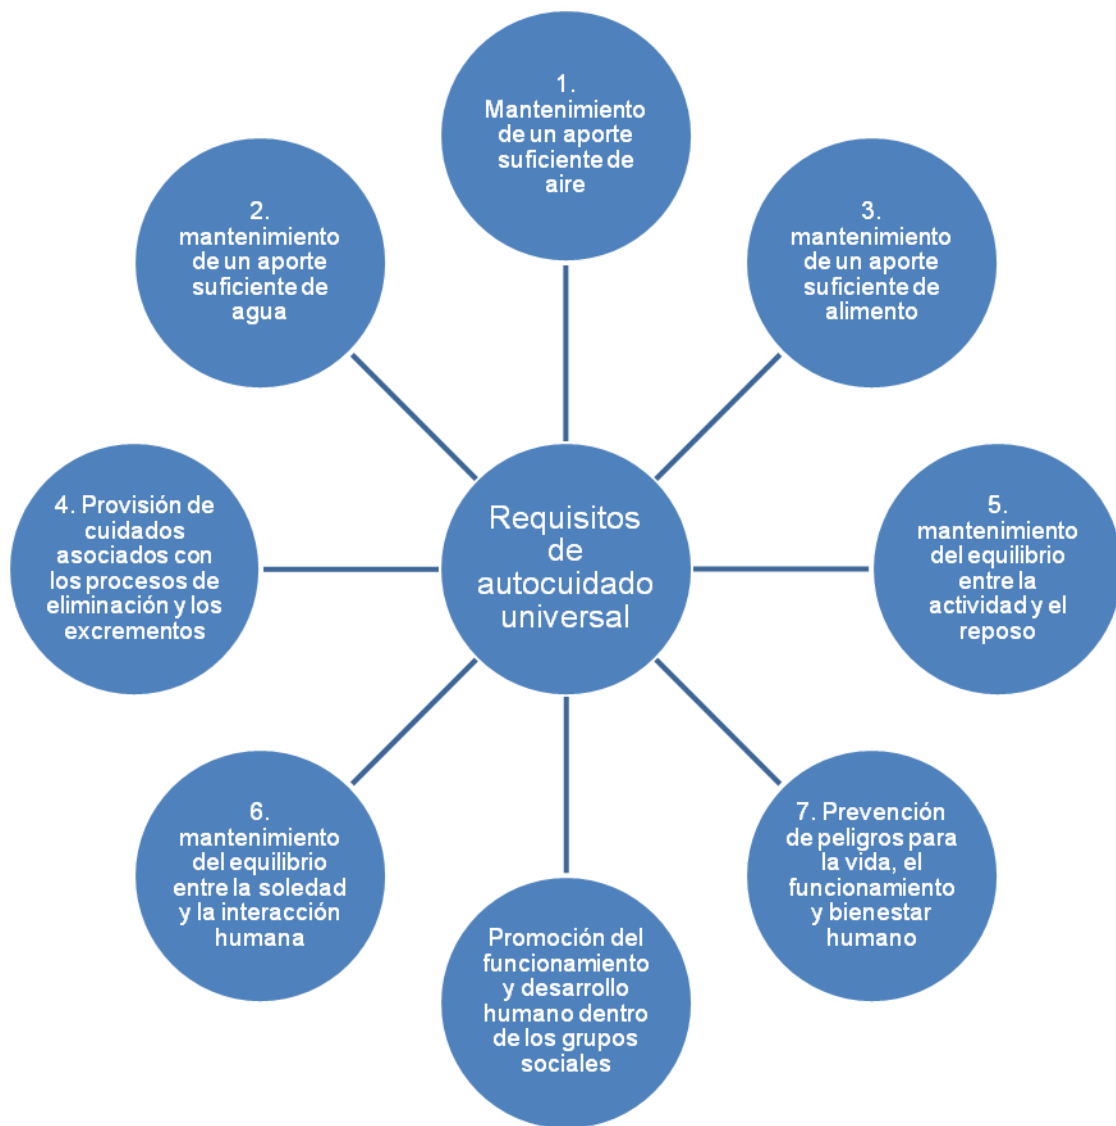 1.
Mantenimiento
de un aporte
suficiente de
aire
2.
mantenimiento
de un aporte
suficiente de
agua
3.
mantenimiento
de un aporte
suficiente de
alimento
4. Provisión de
cuidados
asociados con
los procesos de
eliminación y los
excrementos
Requisitos
de
autocuidado
universal
5.
mantenimiento
del equilibrio
entre la
actividad y el
reposo
6.
mantenimiento
del equilibrio
entre la soledad
y la interacción
humana
7. Prevención
de peligros para
la vida, el
funcionamiento
y bienestar
humano
Promoción del
funcionamiento
y desarrollo
humano dentro
de los grupos
sociales